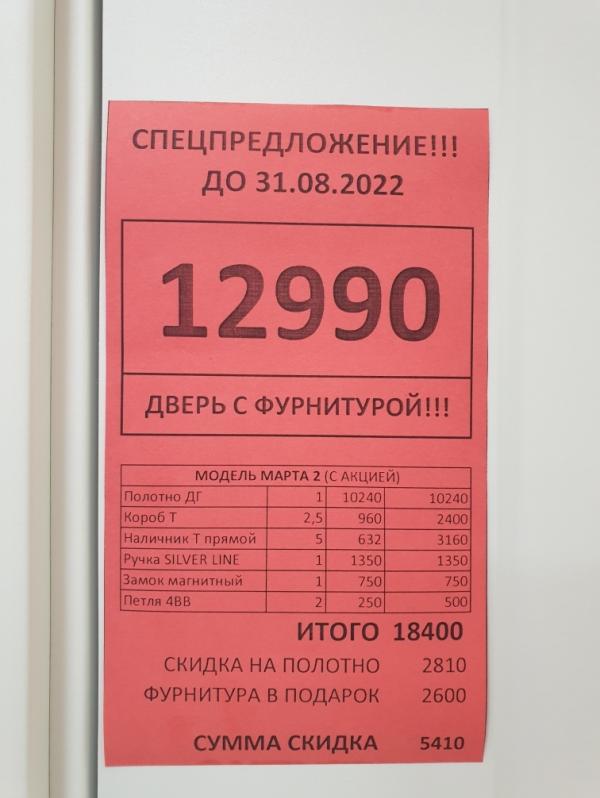 СПЕЦПРЕДЛОЖЕНИЕ!!!
ДО 31.08.2022
12990
ДВЕРЬ С ФУРНИТУРОЙ!!!
МОДЕЛЬ МАРТА 2 (С АКЦИЕЙ)
Полотно ДГ 1 10240 10240
Короб Т 2,5 960 2400
Наличник Т прямой 5 632 3160
Ручка SILVER LINE 1 1350 1350
Замок магнитный 1 750 750
Петля 4ВВ 2 250 500
ИТОГО 18400
СКИДКА НА ПОЛОТНО 2810
ФУРНИТУРА В ПОДАРОК 2600
СУММА СКИДКА 5410